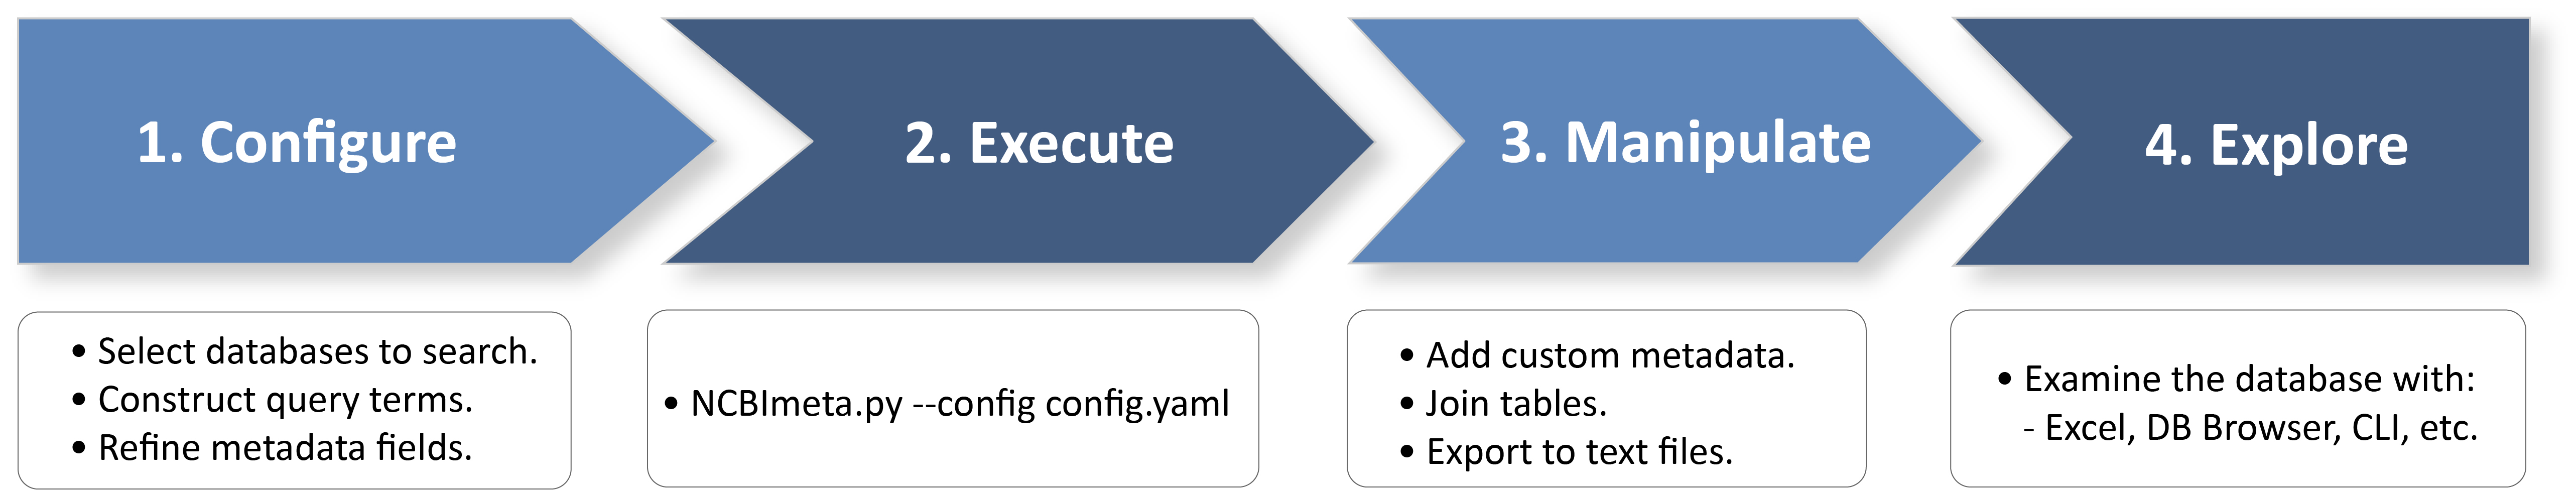 1. Configure
2. Execute
3. Manipulate
4. Explore
• Select databases to search.
• Construct query terms.
• Refine metadata fields.
• NCBImeta.py --config config.yaml
• Add custom metadata.
• Join tables.
• Export to text files.
• Examine the database with:
- Excel, DB Browser, CLI, etc.